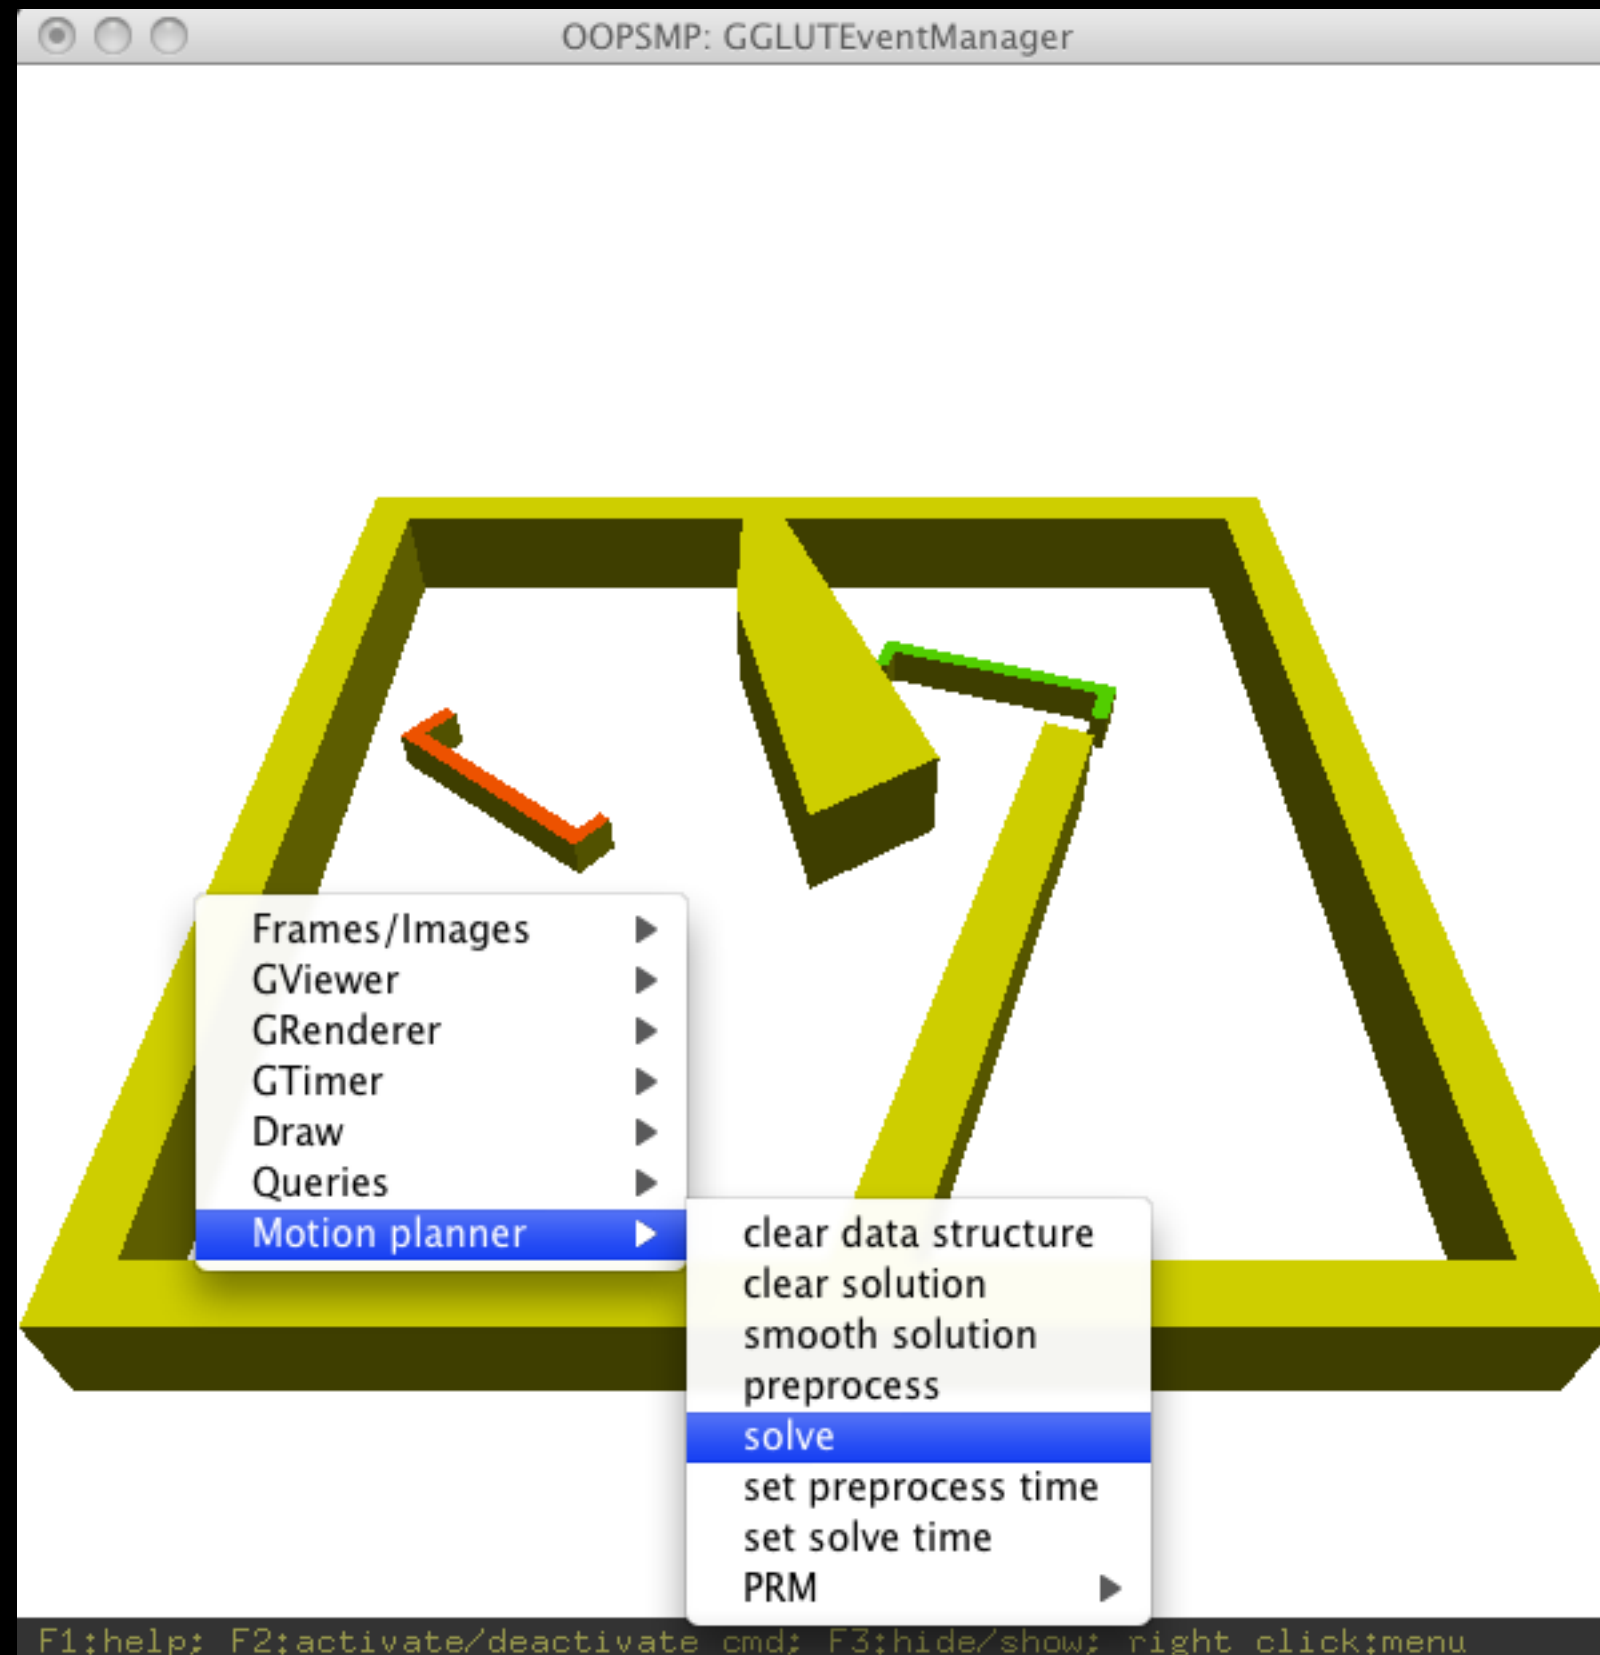 OOPSMP: GGLUTEventManager
Frames/Images
GViewer
GRenderer
GTimer
Draw
Queries
Motion planner
clear data structure
clear solution
smooth solution
preprocess
solve
set preprocess time
set solve time
PRM
F1:help; F2:activate/deactivate cmd; F3:hide/show; right click:menu